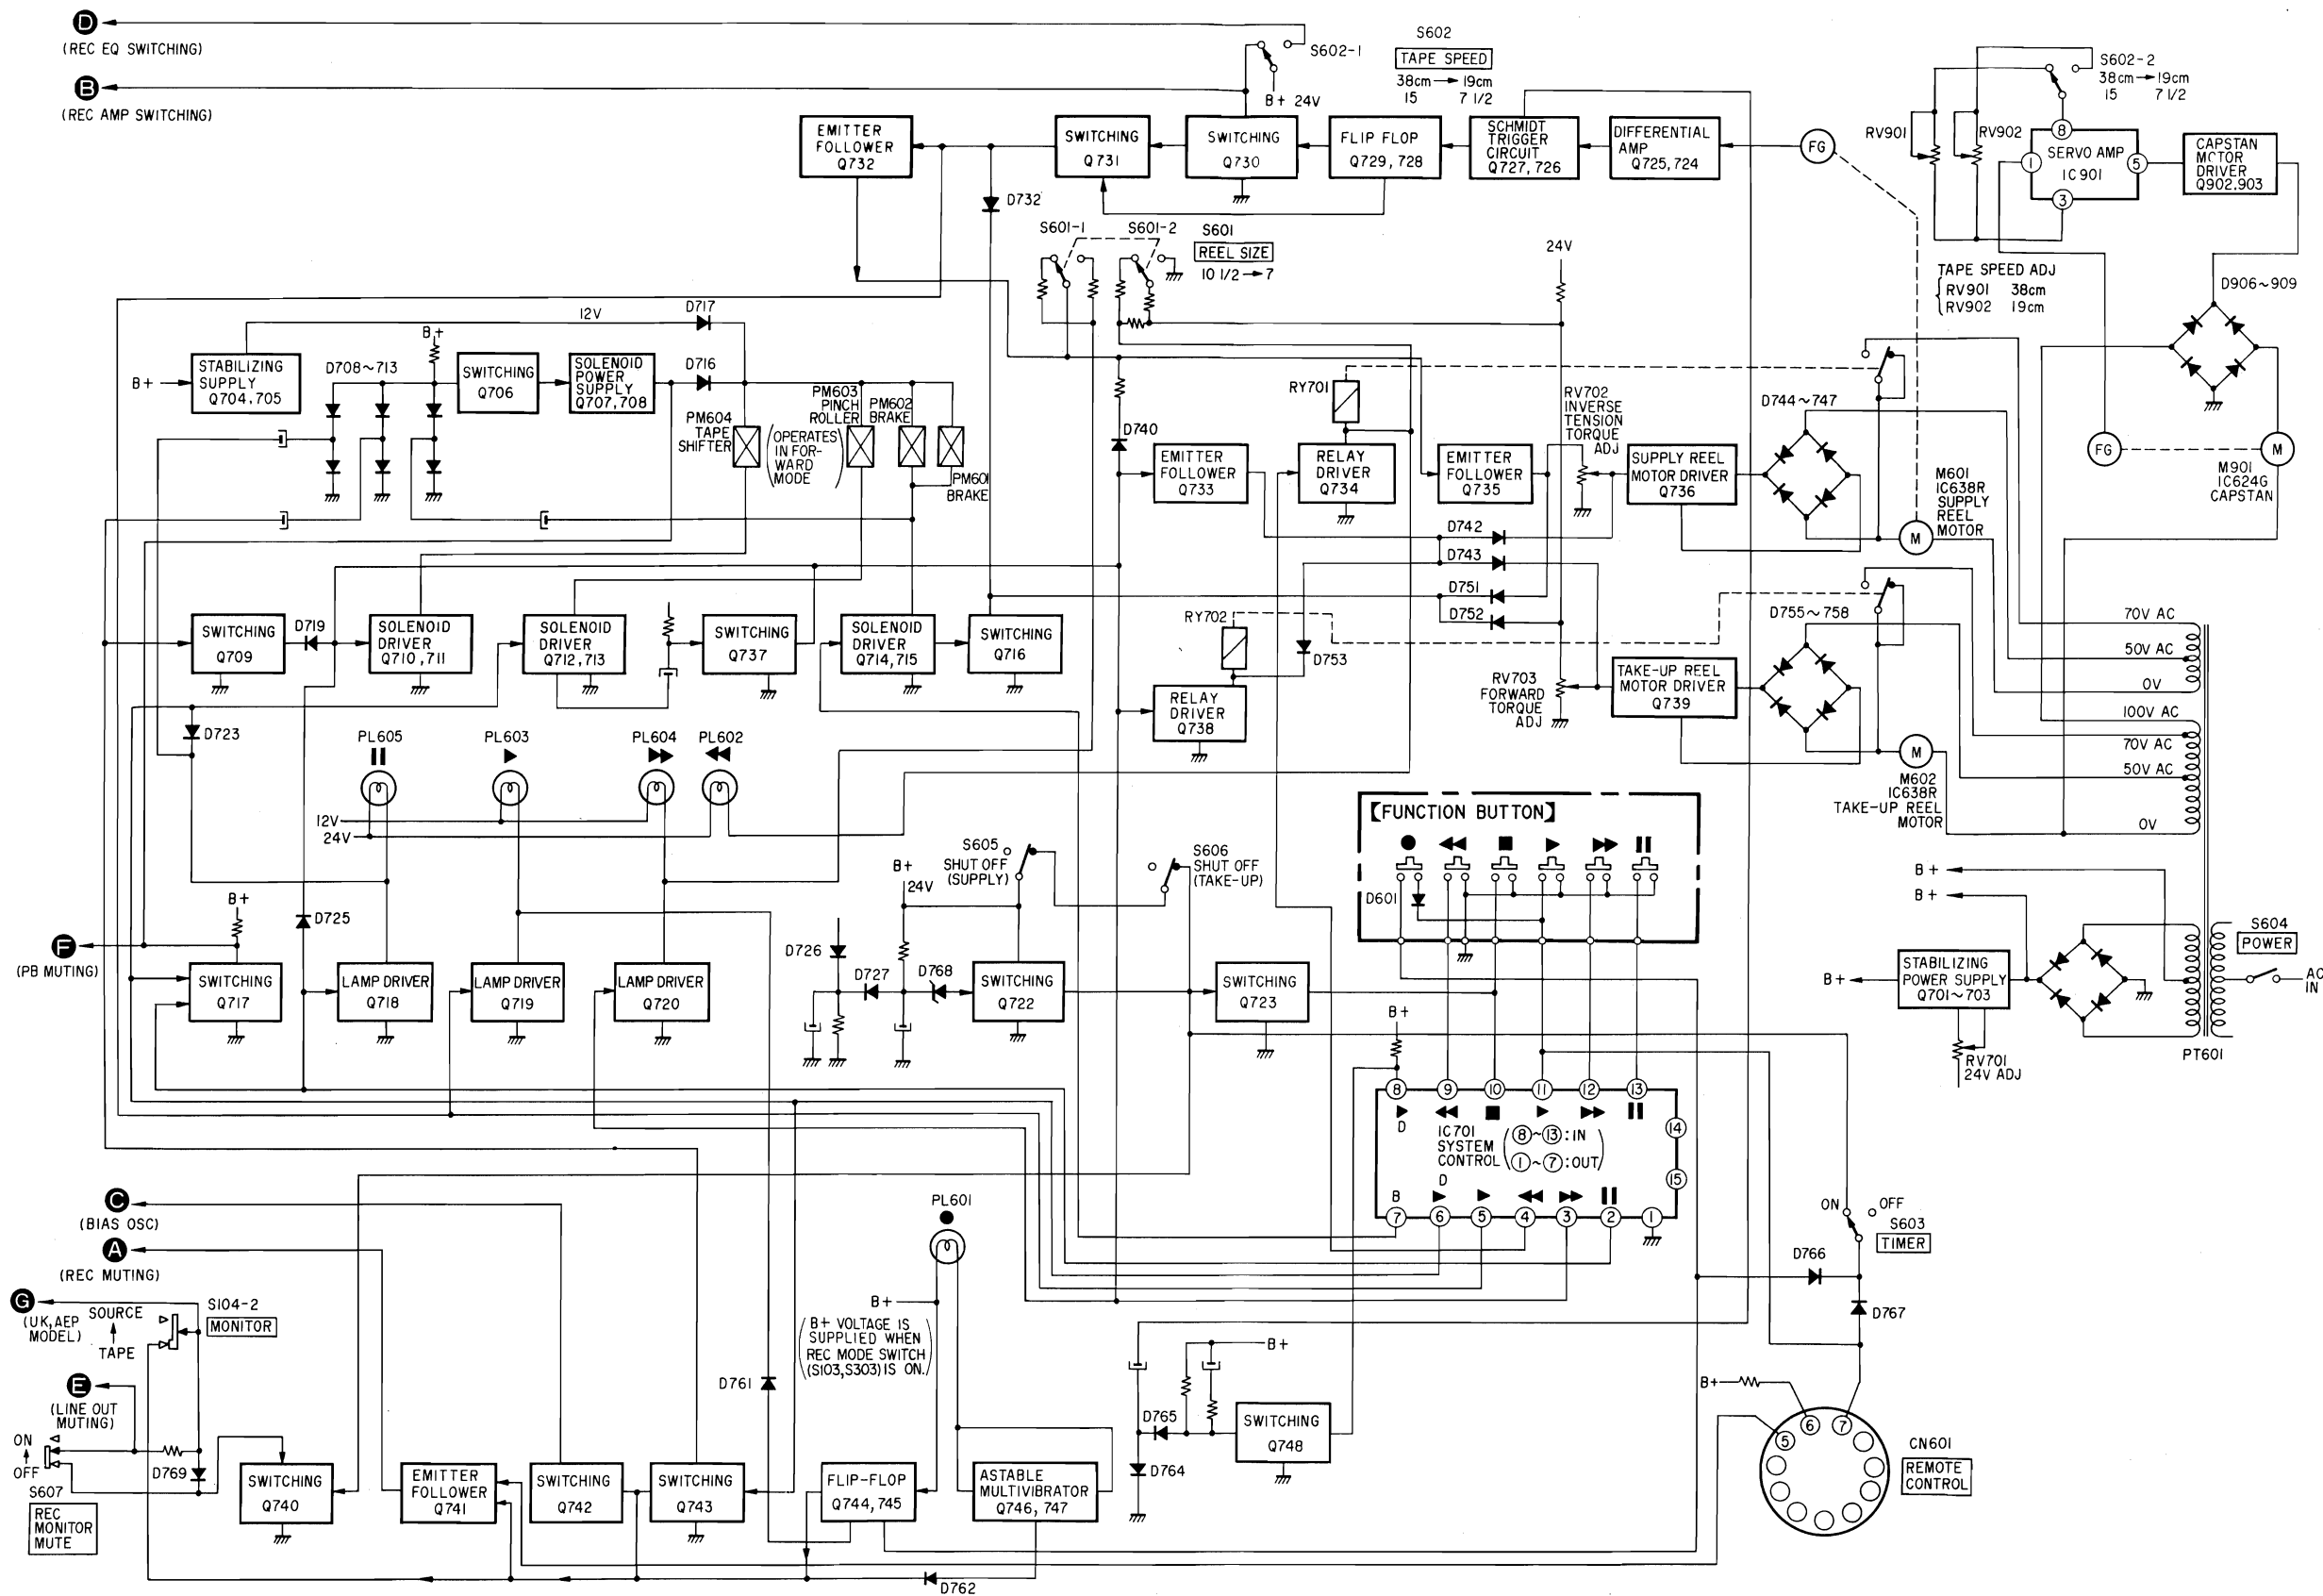 D
(REC EQ SWITCHING)
B
(REC AMP SWITCHING)
S602-1
B+ 24V
S602
TAPE SPEED
38cm → 19cm
15 7 1/2
S602-2
38cm → 19cm
15 7 1/2
EMITTER
FOLLOWER
Q732
SWITCHING
Q731
SWITCHING
Q730
FLIP FLOP
Q729, 728
SCHMIDT
TRIGGER
CIRCUIT
Q727, 726
DIFFERENTIAL
AMP
Q725, 724
FG
RV901
RV902
8
1
SERVO AMP
IC901
5
3
CAPSTAN
MOTOR
DRIVER
Q902.903
D732
S601-1
S601-2
S601
REEL SIZE
10 1/2 → 7
24V
TAPE SPEED ADJ
RV901 38cm
RV902 19cm
D906~909
12V
D717
B+
STABILIZING
SUPPLY
Q704, 705
B+
D708~713
SWITCHING
Q706
SOLENOID
POWER
SUPPLY
Q707, 708
D716
PM604
TAPE
SHIFTER
(OPERATES
IN FOR-
WARD
MODE)
PM603
PINCH
ROLLER
PM602
BRAKE
PM601
BRAKE
D740
EMITTER
FOLLOWER
Q733
RY701
RELAY
DRIVER
Q734
EMITTER
FOLLOWER
Q735
RV702
INVERSE
TENSION
TORQUE
ADJ
SUPPLY REEL
MOTOR DRIVER
Q736
D744~747
M601
IC638R
SUPPLY
REEL
MOTOR
M
FG
M
M901
IC624G
CAPSTAN
D742
D743
D751
D752
SWITCHING
Q709
D719
SOLENOID
DRIVER
Q710, 711
SOLENOID
DRIVER
Q712, 713
SWITCHING
Q737
SOLENOID
DRIVER
Q714, 715
SWITCHING
Q716
RY702
D753
RELAY
DRIVER
Q738
RV703
FORWARD
TORQUE
ADJ
TAKE-UP REEL
MOTOR DRIVER
Q739
D755~758
M
M602
IC638R
TAKE-UP REEL
MOTOR
70V AC
50V AC
0V
100V AC
70V AC
50V AC
0V
D723
PL605
PL603
PL604
PL602
12V
24V
B+
D725
F
(PB MUTING)
SWITCHING
Q717
LAMP DRIVER
Q718
LAMP DRIVER
Q719
LAMP DRIVER
Q720
D726
D727
B+
24V
D768
S605
SHUT OFF
(SUPPLY)
S606
SHUT OFF
(TAKE-UP)
SWITCHING
Q722
SWITCHING
Q723
【FUNCTION BUTTON】
D601
B+
B+
B+
STABILIZING
POWER SUPPLY
Q701~703
RV701
24V ADJ
S604
POWER
AC
IN
PT601
B+
8 9 10 11 12 13
D
IC701
SYSTEM
CONTROL
(8~13: IN
1~7: OUT)
14
15
B D
7 6 5 4 3 2 1
C
(BIAS OSC)
A
(REC MUTING)
G
(UK, AEP
MODEL)
SOURCE
TAPE
S104-2
MONITOR
E
(LINE OUT
MUTING)
ON
OFF
S607
REC
MONITOR
MUTE
D769
SWITCHING
Q740
EMITTER
FOLLOWER
Q741
SWITCHING
Q742
SWITCHING
Q743
D761
PL601
B+
(B+ VOLTAGE IS
SUPPLIED WHEN
REC MODE SWITCH
(S103, S303) IS ON.)
FLIP-FLOP
Q744, 745
ASTABLE
MULTIVIBRATOR
Q746, 747
D762
B+
D765
D764
SWITCHING
Q748
ON OFF
S603
TIMER
D766
D767
B+
5 6 7
CN601
REMOTE
CONTROL